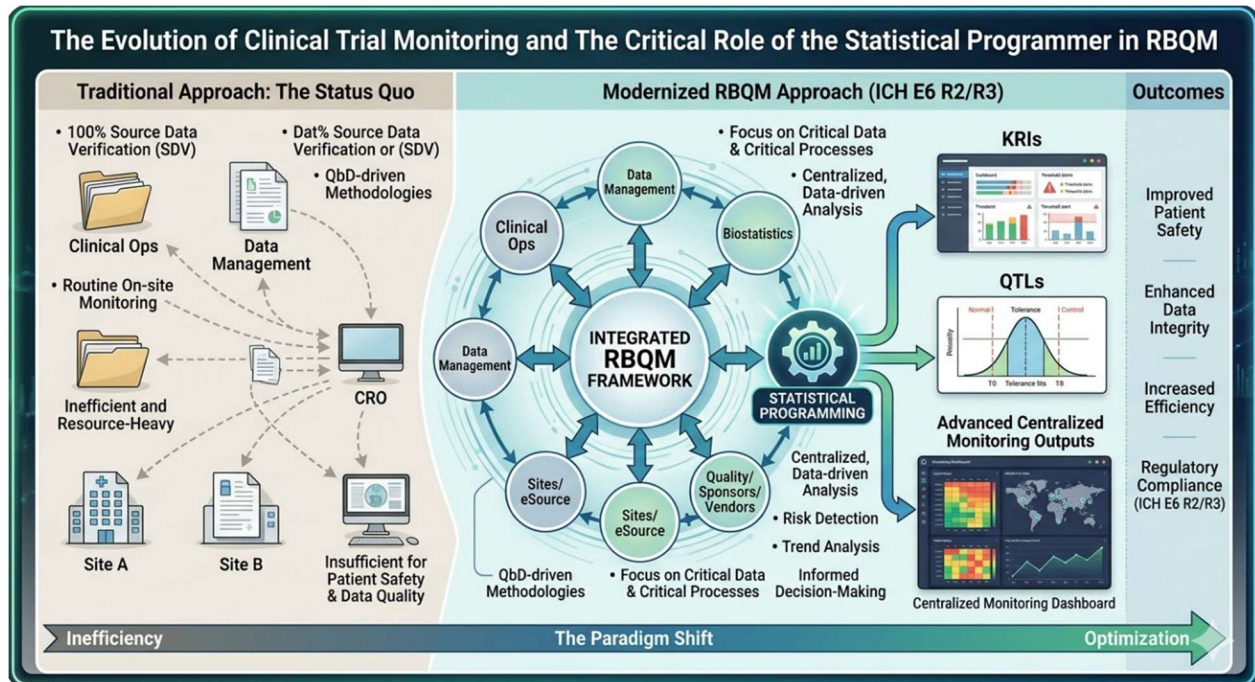 The Evolution of Clinical Trial Monitoring and The Critical Role of the Statistical Programmer in RBQM
Traditional Approach: The Status Quo
• 100% Source Data
Verification (SDV)
Clinical Ops
• Dat% Source Data
Verification or (SDV)
• QbD-driven
Methodologies
Data
Management
• Routine On-site
Monitoring
Inefficient and
Resource-Heavy
CRO
Site A
Site B
Insufficient for
Patient Safety
& Data Quality
Modernized RBQM Approach (ICH E6 R2/R3)
• Focus on Critical Data
& Critical Processes
• Centralized,
Data-driven
Analysis
Data
Management
Clinical
Ops
Biostatistics
Data
Management
INTEGRATED
RBQM
FRAMEWORK
STATISTICAL
PROGRAMMING
Sites/
eSource
Sites/
eSource
Quality/
Sponsors/
Vendors
QbD-driven
Methodologies
• Focus on Critical Data
& Critical Processes
Centralized,
Data-driven
Analysis
• Risk Detection
• Trend Analysis
Informed
Decision-Making
KRIs
Dashboard
QTLs
Normal
Tolerance
Control
T0
Tolerance fits
T8
Advanced Centralized
Monitoring Outputs
Centralized Monitoring Dashboard
Outcomes
Improved
Patient
Safety
Enhanced
Data
Integrity
Increased
Efficiency
Regulatory
Compliance
(ICH E6 R2/R3)
Inefficiency
The Paradigm Shift
Optimization